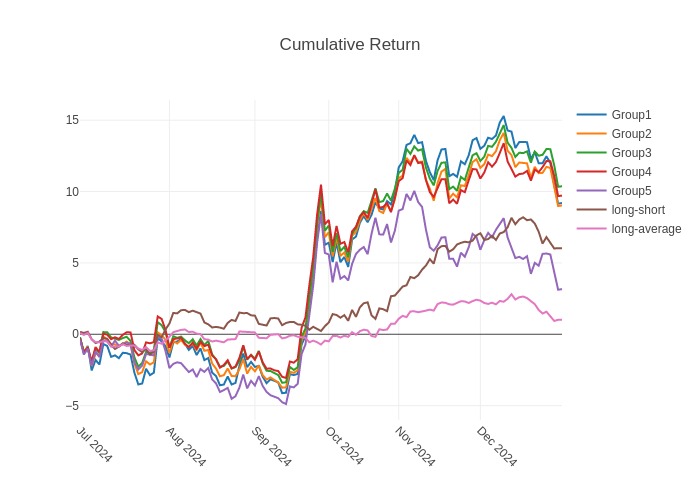 Cumulative Return
15
10
5
0
−5
Jul 2024
Aug 2024
Sep 2024
Oct 2024
Nov 2024
Dec 2024
Group1
Group2
Group3
Group4
Group5
long-short
long-average